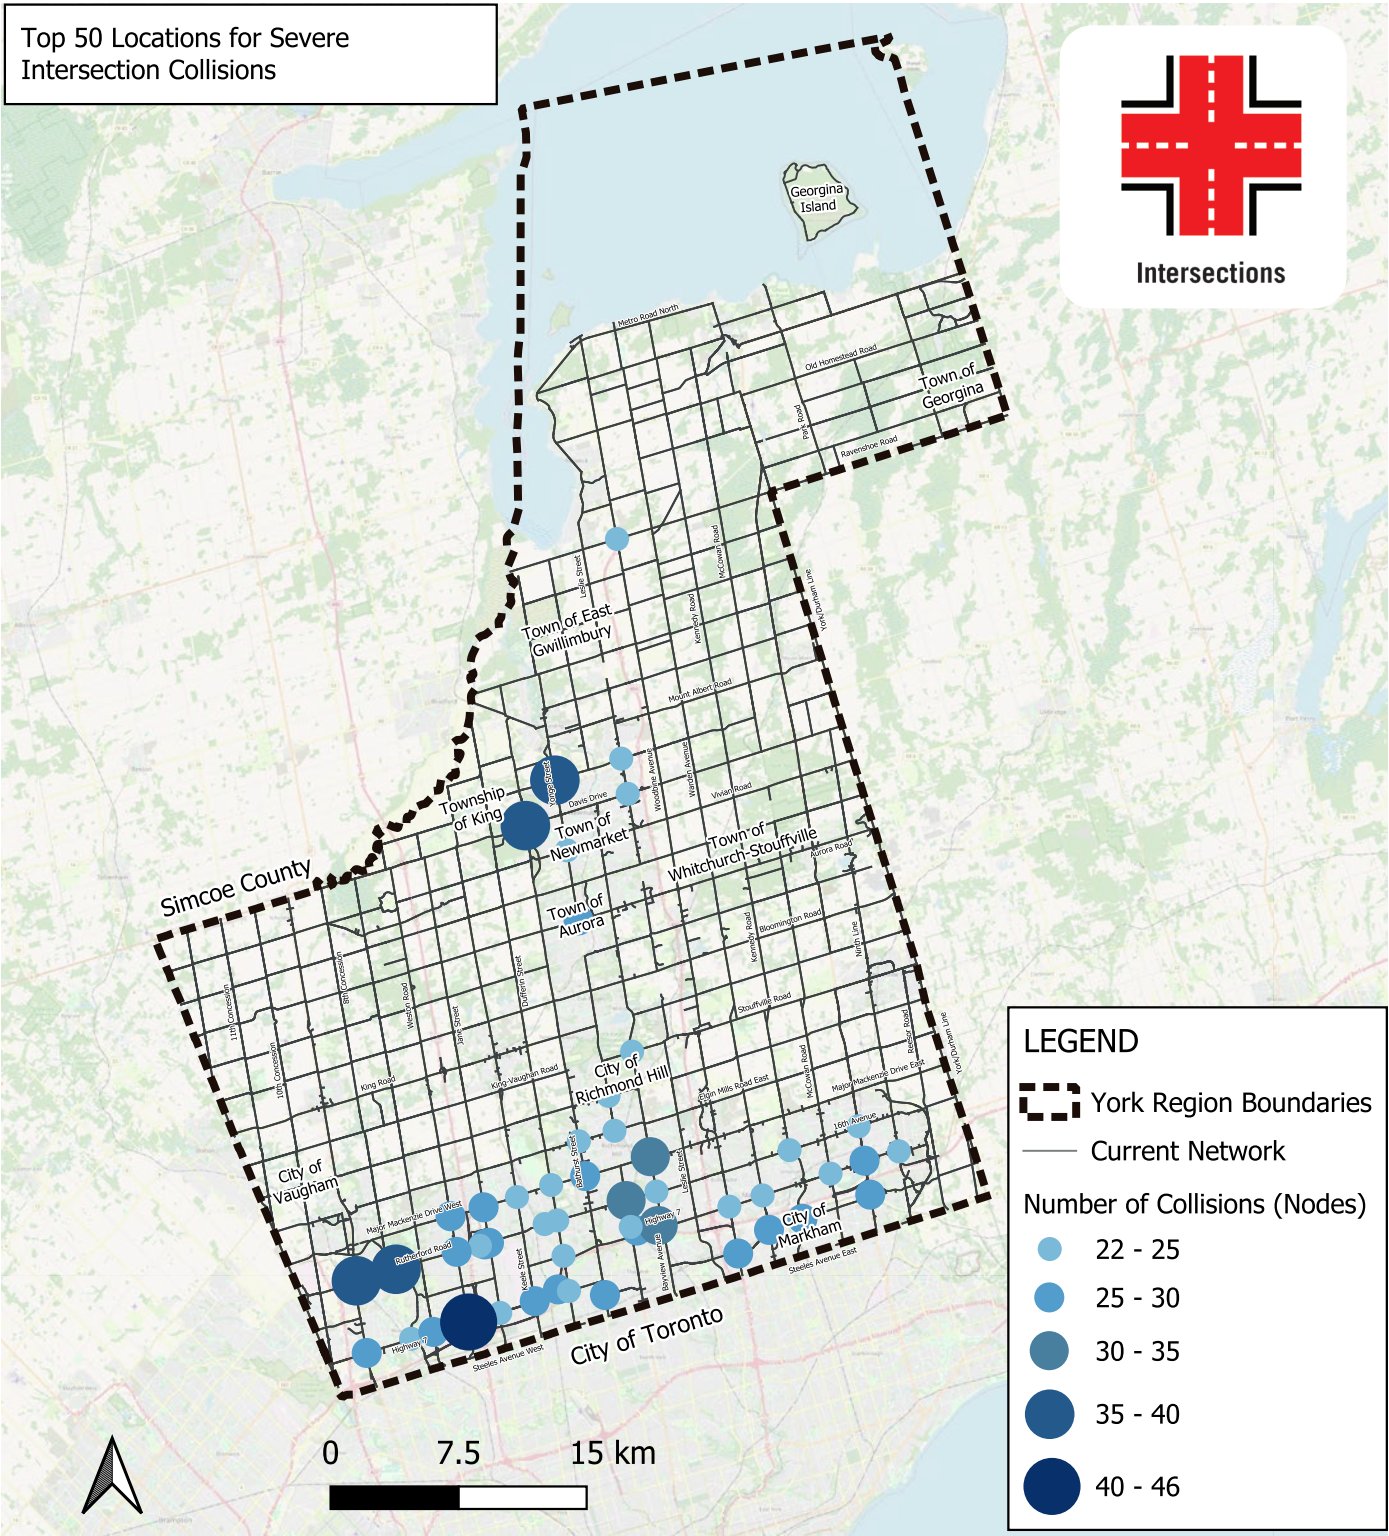 Top 50 Locations for Severe
Intersection Collisions
Intersections
Georgina
Island
Metro Road North
Old Homestead Road
Town of
Georgina
Park Road
Ravenshoe Road
McCowan Road
Leslie Street
York/Durham Line
Kennedy Road
Town of East
Gwillimbury
Mount Albert Road
Yonge Street
Woodbine Avenue
Warden Avenue
Township
of King
Davis Drive
Vivian Road
Town of
Newmarket
Town of
Whitchurch-Stouffville
Aurora Road
Simcoe County
Town of
Aurora
Kennedy Road
Bloomington Road
Ninth Line
8th Concession
Dufferin Street
11th Concession
Weston Road
Jane Street
Stouffville Road
Reesor Road
York/Durham Line
10th Concession
King Road
King-Vaughan Road
City of
Richmond Hill
Elgin Mills Road East
McCowan Road
Major Mackenzie Drive East
16th Avenue
Bathurst Street
Leslie Street
City of
Vaugham
Major Mackenzie Drive West
Highway 7
City of
Markham
Rutherford Road
Keele Street
Bayview Avenue
Steeles Avenue East
Highway 7
Steeles Avenue West
City of Toronto
LEGEND
York Region Boundaries
Current Network
Number of Collisions (Nodes)
22 - 25
25 - 30
30 - 35
35 - 40
40 - 46
0 7.5 15 km